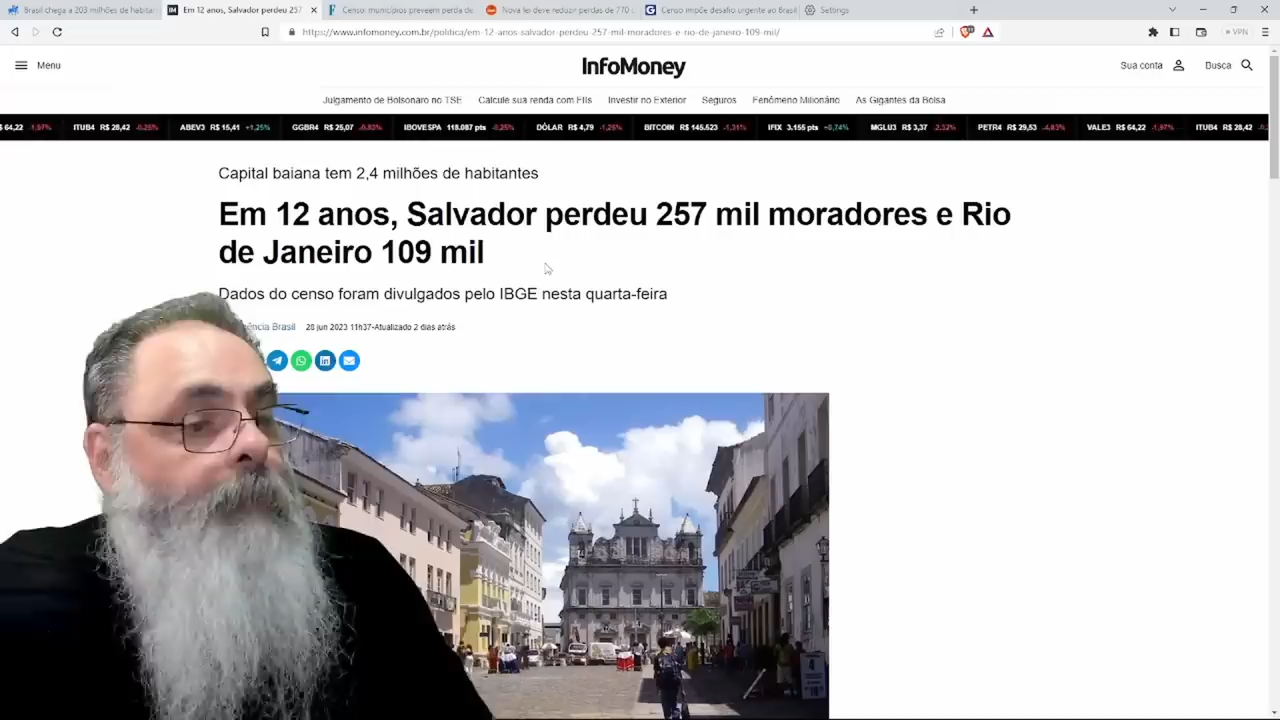 Brasil chega a 203 milhões de habitan
Em 12 anos, Salvador perdeu 257
Censo: municípios preveem perda de
Nova lei deve reduzir perdas de 770
Censo impõe desafio urgente ao Brasil
Settings
https://www.infomoney.com.br/politica/em-12-anos-salvador-perdeu-257-mil-moradores-e-rio-de-janeiro-109-mil/
VPN
Menu
InfoMoney
Sua conta
Busca
Julgamento de Bolsonaro no TSE
Calcule sua renda com FIIs
Investir no Exterior
Seguros
Fenômeno Milionário
As Gigantes da Bolsa
$ 64,22 -1,97% ITUB4 R$ 28,42 -0,25% ABEV3 R$ 15,41 +1,25% GGBR4 R$ 25,07 -0,83% IBOVESPA 118.087 pts -0,25% DÓLAR R$ 4,79 -1,25% BITCOIN R$ 145.523 -1,31% IFIX 3.155 pts +0,74% MGLU3 R$ 3,37 -2,32% PETR4 R$ 29,53 -4,83% VALE3 R$ 64,22 -1,97% ITUB4 R$ 28,42
Capital baiana tem 2,4 milhões de habitantes
Em 12 anos, Salvador perdeu 257 mil moradores e Rio
de Janeiro 109 mil
Dados do censo foram divulgados pelo IBGE nesta quarta-feira
ência Brasil
28 jun 2023 11h37-Atualizado 2 dias atrás